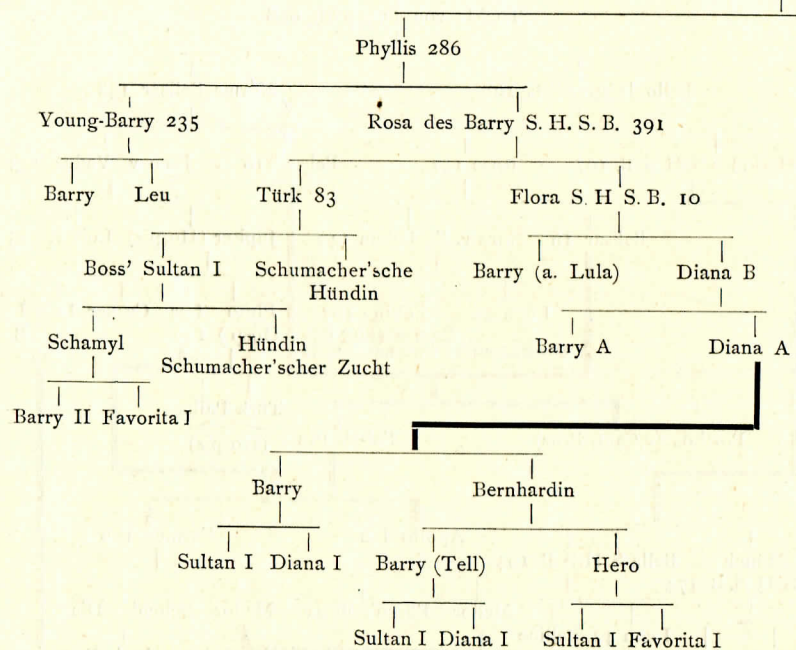 Phyllis 286
Young-Barry 235 Rosa des Barry S. H. S. B. 391
Barry Leu Türk 83 Flora S. H S. B. 10
Boss' Sultan I Schumacher'sche Barry (a. Lula) Diana B
Hündin
Schamyl Hündin Barry A Diana A
Schumacher'scher Zucht
Barry II Favorita I
Barry Bernhardin
Sultan I Diana I Barry (Tell) Hero
Sultan I Diana I Sultan I Favorita I